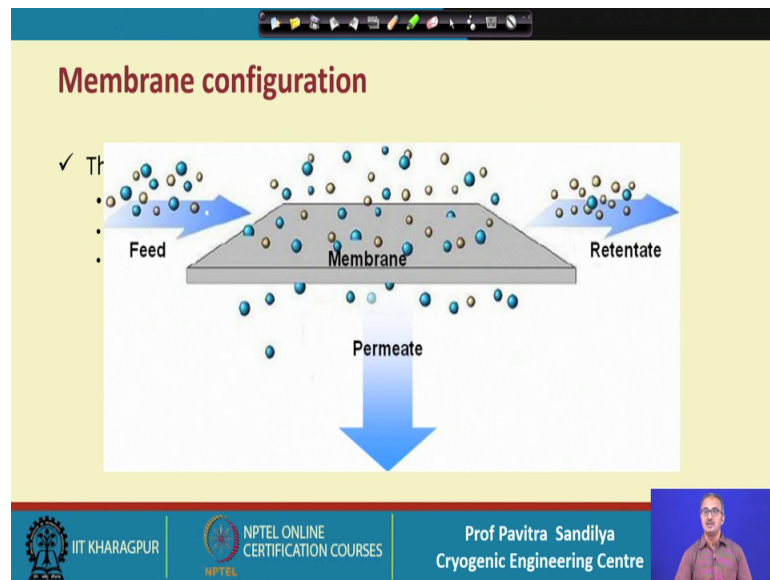 Membrane configuration
✓ Th
Feed
Membrane
Retentate
Permeate
IIT KHARAGPUR
NPTEL
NPTEL ONLINE
CERTIFICATION COURSES
Prof Pavitra Sandilya
Cryogenic Engineering Centre